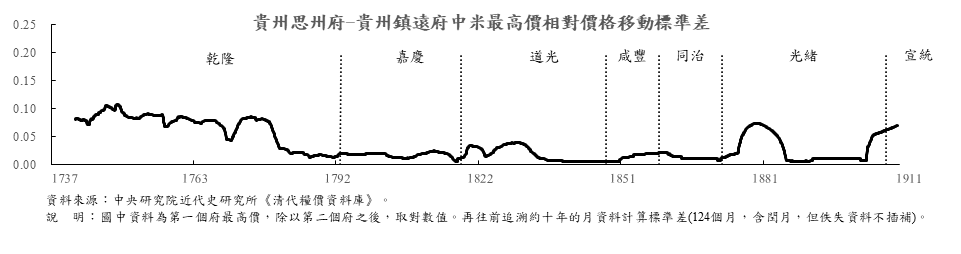 貴州思州府-貴州鎮遠府中米最高價相對價格移動標準差
0.25
0.20
0.15
0.10
0.05
0.00
乾隆 嘉慶 道光 咸豐 同治 光緒 宣統
1737 1763 1792 1822 1851 1881 1911
資料來源：中央研究院近代史研究所《清代糧價資料庫》。
說　明：圖中資料為第一個府最高價，除以第二個府之後，取對數值。再往前追溯約十年的月資料計算標準差(124個月，含閏月，但佚失資料不插補)。